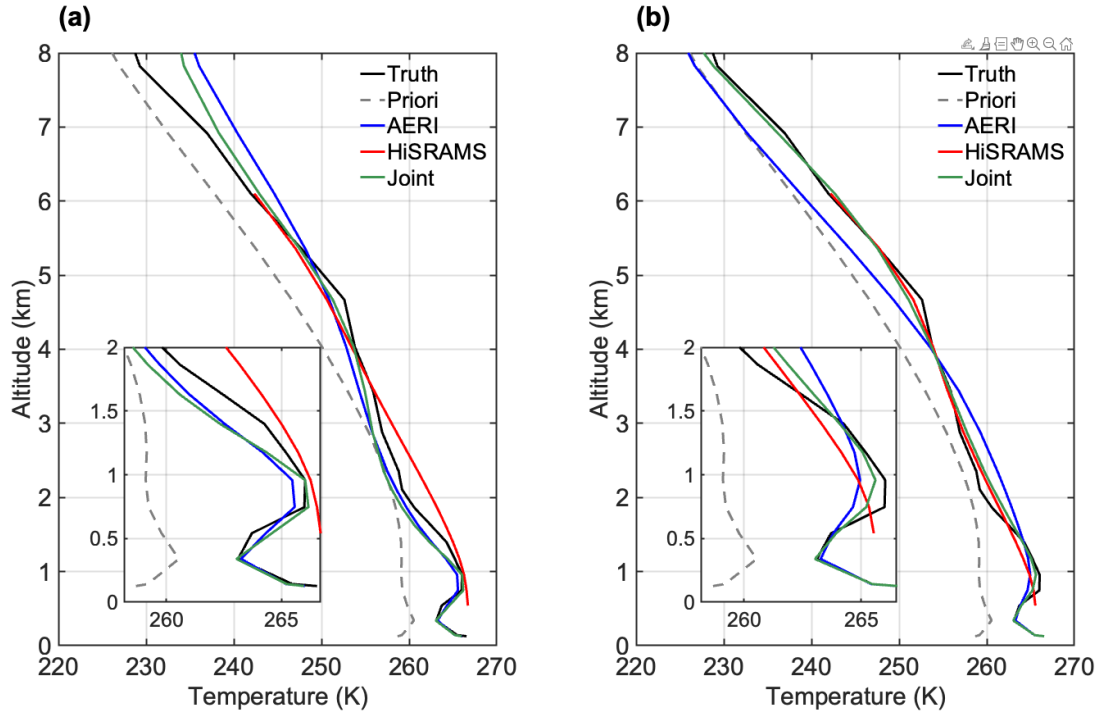 (a)
8
7
6
5
4
3
2
1
0
Altitude (km)
Truth
Priori
AERI
HiSRAMS
Joint
2
1.5
1
0.5
0
260
265
220
230
240
250
260
270
Temperature (K)
(b)
8
7
6
5
4
3
2
1
0
Altitude (km)
Truth
Priori
AERI
HiSRAMS
Joint
2
1.5
1
0.5
0
260
265
220
230
240
250
260
270
Temperature (K)